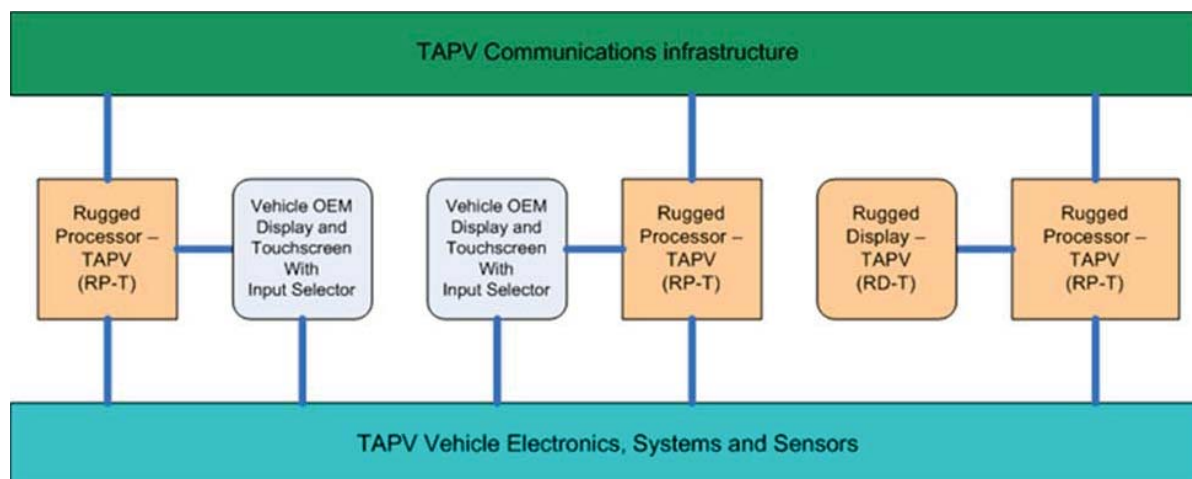 TAPV Communications infrastructure
Rugged
Processor –
TAPV
(RP-T)
Vehicle OEM
Display and
Touchscreen
With
Input Selector
Vehicle OEM
Display and
Touchscreen
With
Input Selector
Rugged
Processor –
TAPV
(RP-T)
Rugged
Display –
TAPV
(RD-T)
Rugged
Processor –
TAPV
(RP-T)
TAPV Vehicle Electronics, Systems and Sensors